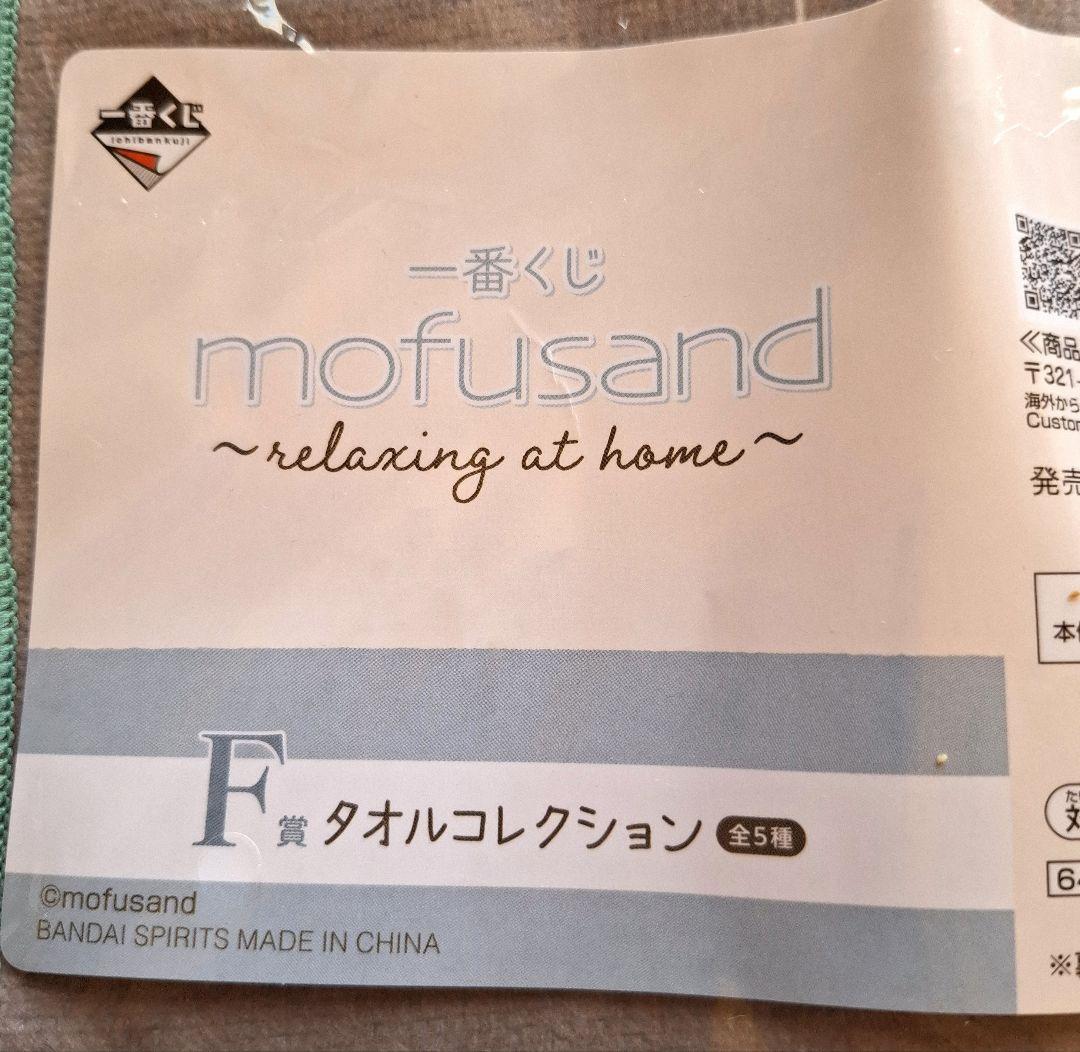 一番くじ
ichibankuji
一番くじ
mofusand
~relaxing at home~
F賞 タオルコレクション 全5種
©mofusand
BANDAI SPIRITS MADE IN CHINA
≪商品
〒321-
海外から
Custom
発売
本
64
※